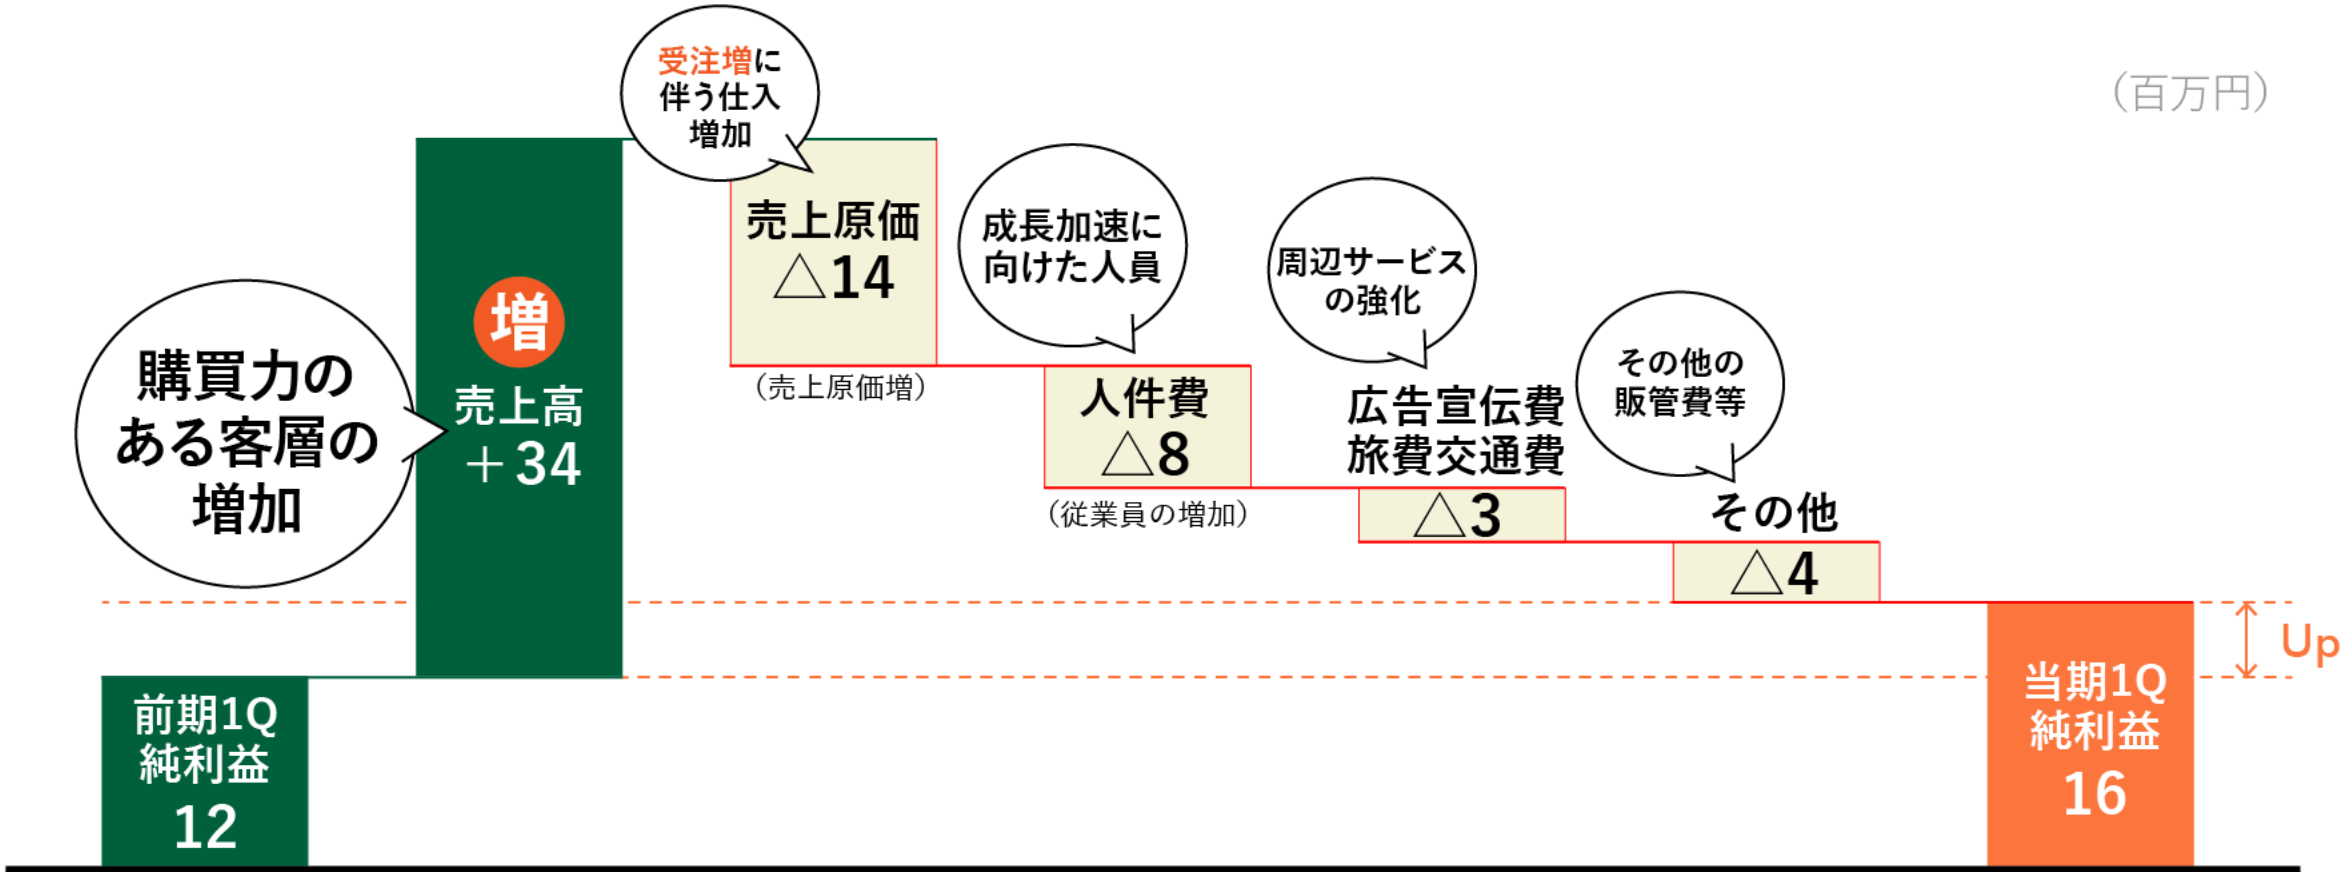 (百万円)
受注増に
伴う仕入
増加
売上原価
△14
(売上原価増)
成長加速に
向けた人員
人件費
△8
(従業員の増加)
周辺サービス
の強化
広告宣伝費
旅費交通費
△3
その他の
販管費等
その他
△4
購買力の
ある客層の
増加
増
売上高
+34
前期1Q
純利益
12
当期1Q
純利益
16
Up